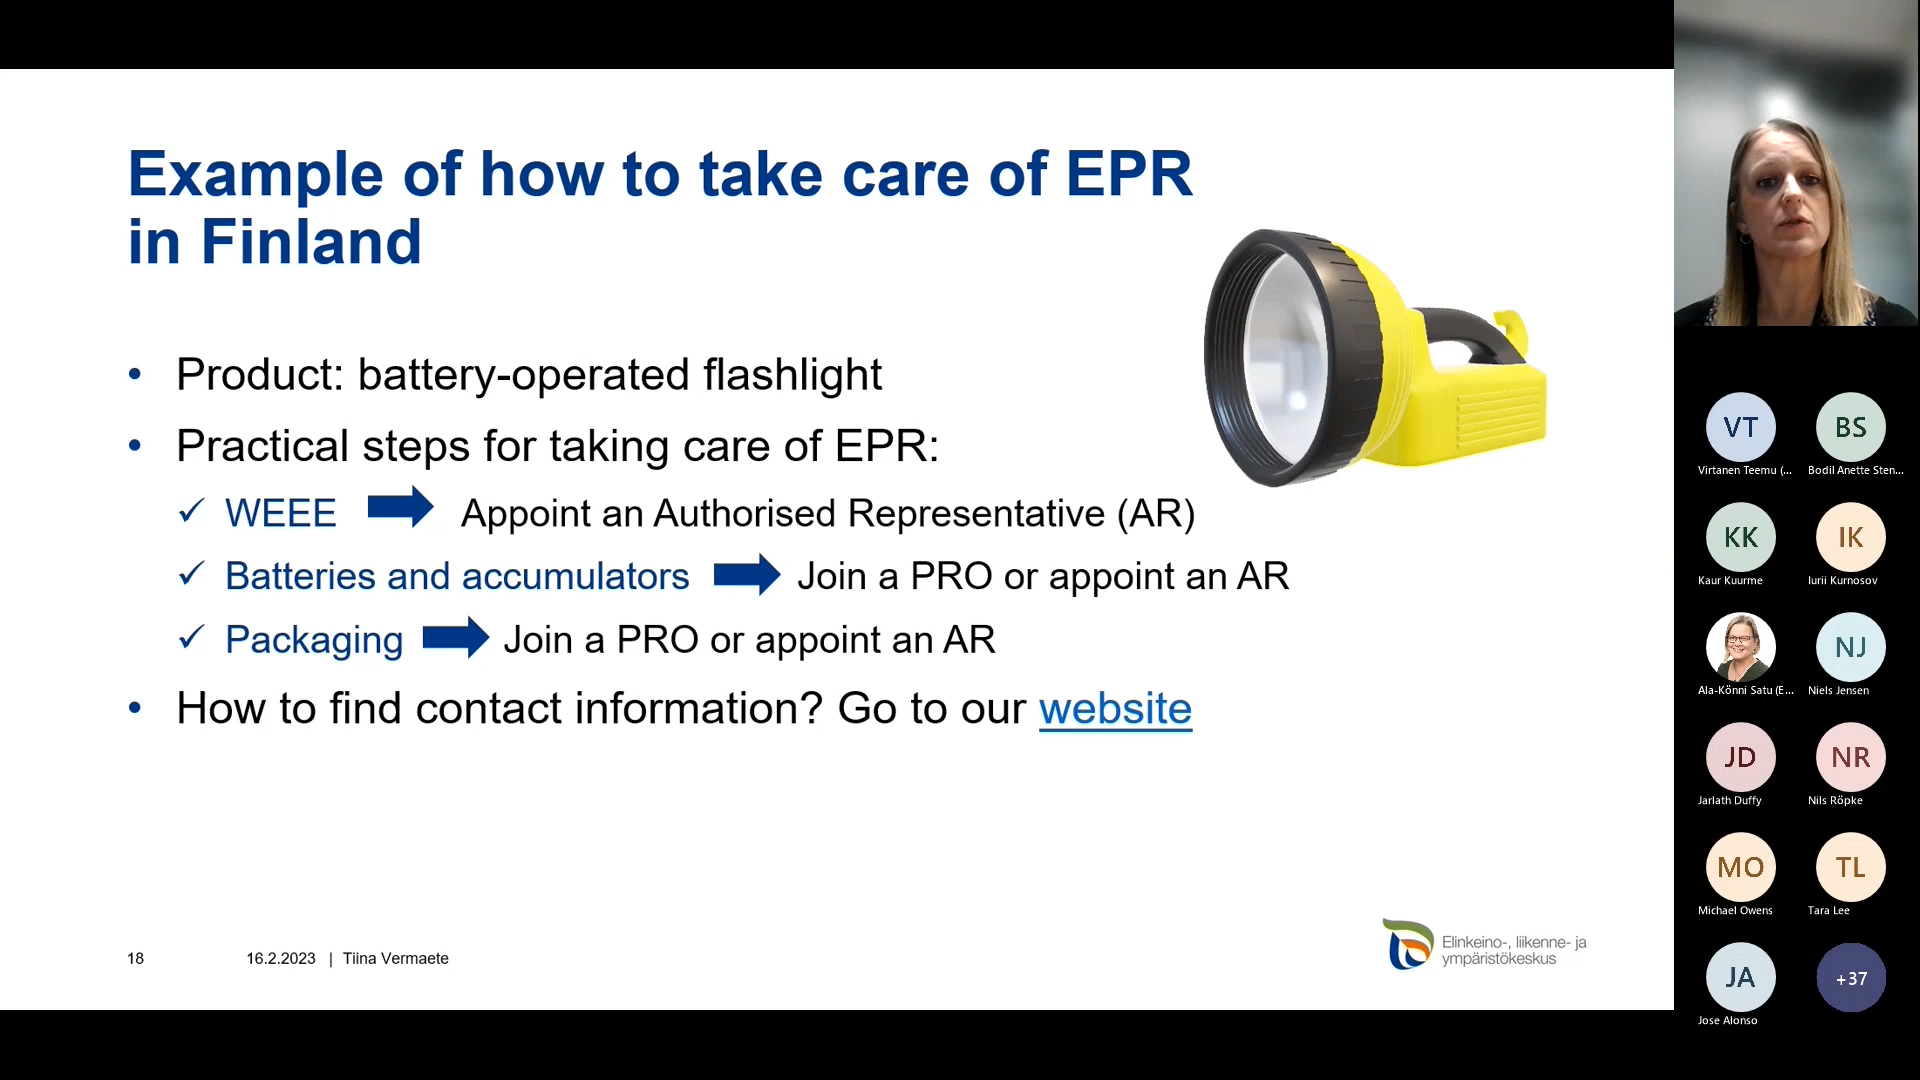 Example of how to take care of EPR
in Finland
• Product: battery-operated flashlight
• Practical steps for taking care of EPR:
✓ WEEE Appoint an Authorised Representative (AR)
✓ Batteries and accumulators Join a PRO or appoint an AR
✓ Packaging Join a PRO or appoint an AR
• How to find contact information? Go to our website
18 16.2.2023 | Tiina Vermaete
Elinkeino-, liikenne- ja
ympäristökeskus
VT BS
Virtanen Teemu (... Bodil Anette Sten...
KK IK
Kaur Kuurme Iurii Kurnosov
NJ
Ala-Könni Satu (E... Niels Jensen
JD NR
Jarlath Duffy Nils Röpke
MO TL
Michael Owens Tara Lee
JA +37
Jose Alonso